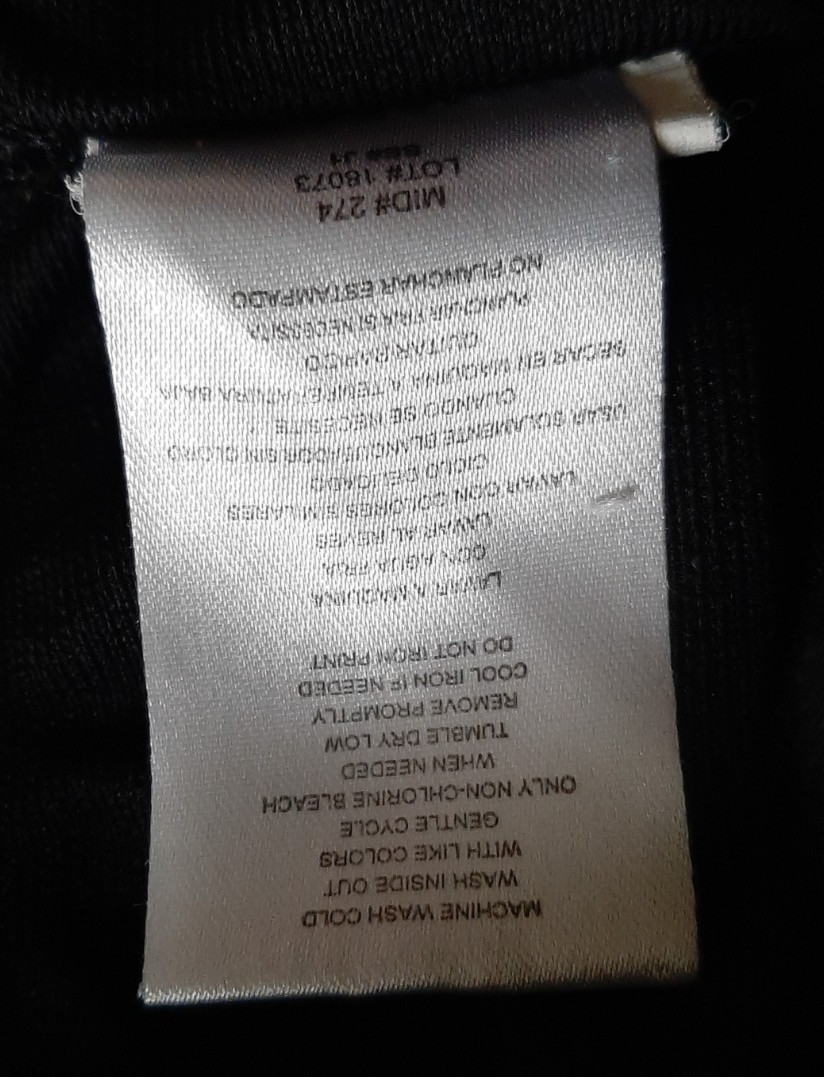 MACHINE WASH COLD
WASH INSIDE OUT
WITH LIKE COLORS
GENTLE CYCLE
ONLY NON-CHLORINE BLEACH
WHEN NEEDED
TUMBLE DRY LOW
REMOVE PROMPTLY
COOL IRON IF NEEDED
DO NOT IRON PRINT
LAVAR A MAQUINA
CON AGUA FRIA
LAVAR AL REVES
LAVAR CON COLORES SIMILARES
CICLO DELICADO
USAR SOLAMENTE BLANQUEADOR SIN CLORO
CUANDO SE NECESITE
SECAR EN MAQUINA A TEMPERATURA BAJA
QUITAR RAPIDO
PLANCHAR FRIA SI NECESSITA
NO PLANCHAR ESTAMPADO
MID# 274
LOT# 18073